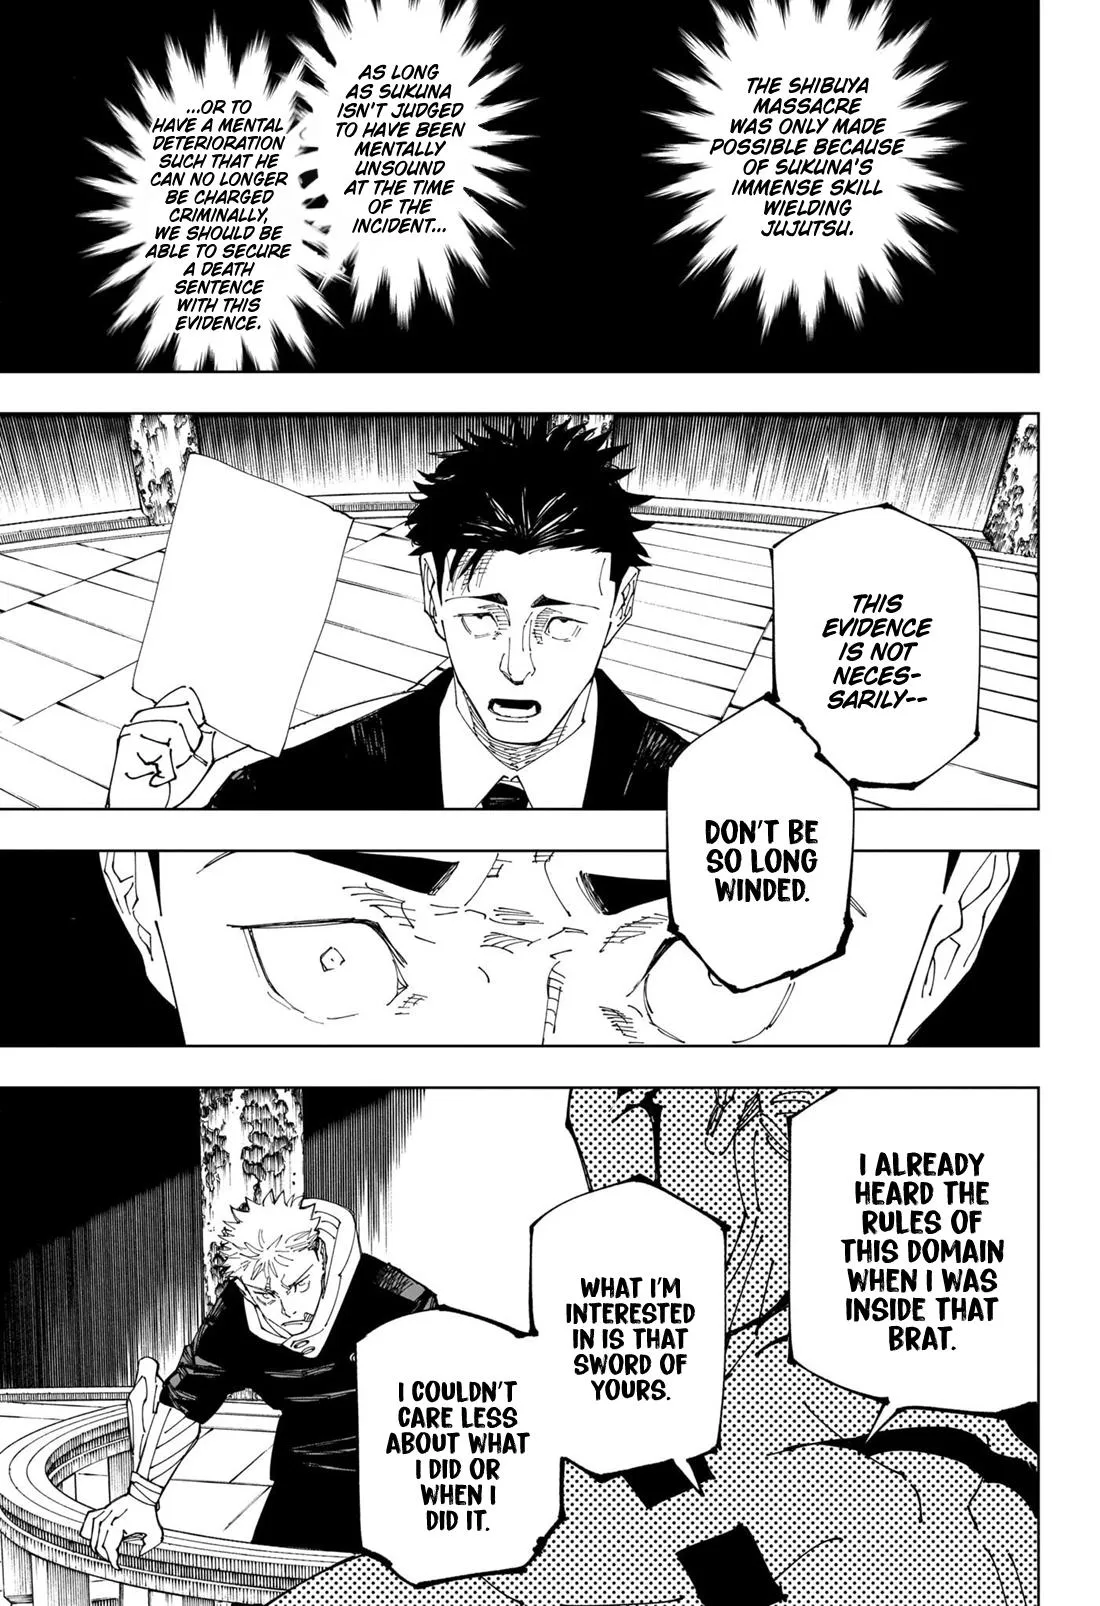 THE SHIBUYA
MASSACRE
WAS ONLY MADE
POSSIBLE BECAUSE
OF SUKUNA'S
IMMENSE SKILL
WIELDING
JUJUTSU.
AS LONG
AS SUKUNA
ISN'T JUDGED
TO HAVE BEEN
MENTALLY
UNSOUND
AT THE TIME
OF THE
INCIDENT...
...OR TO
HAVE A MENTAL
DETERIORATION
SUCH THAT HE
CAN NO LONGER
BE CHARGED
CRIMINALLY,
WE SHOULD BE
ABLE TO SECURE
A DEATH
SENTENCE
WITH THIS
EVIDENCE.
THIS
EVIDENCE
IS NOT
NECES-
SARILY--
DON'T BE
SO LONG
WINDED.
I ALREADY
HEARD THE
RULES OF
THIS DOMAIN
WHEN I WAS
INSIDE THAT
BRAT.
WHAT I'M
INTERESTED
IN IS THAT
SWORD OF
YOURS.
I COULDN'T
CARE LESS
ABOUT WHAT
I DID OR
WHEN I
DID IT.